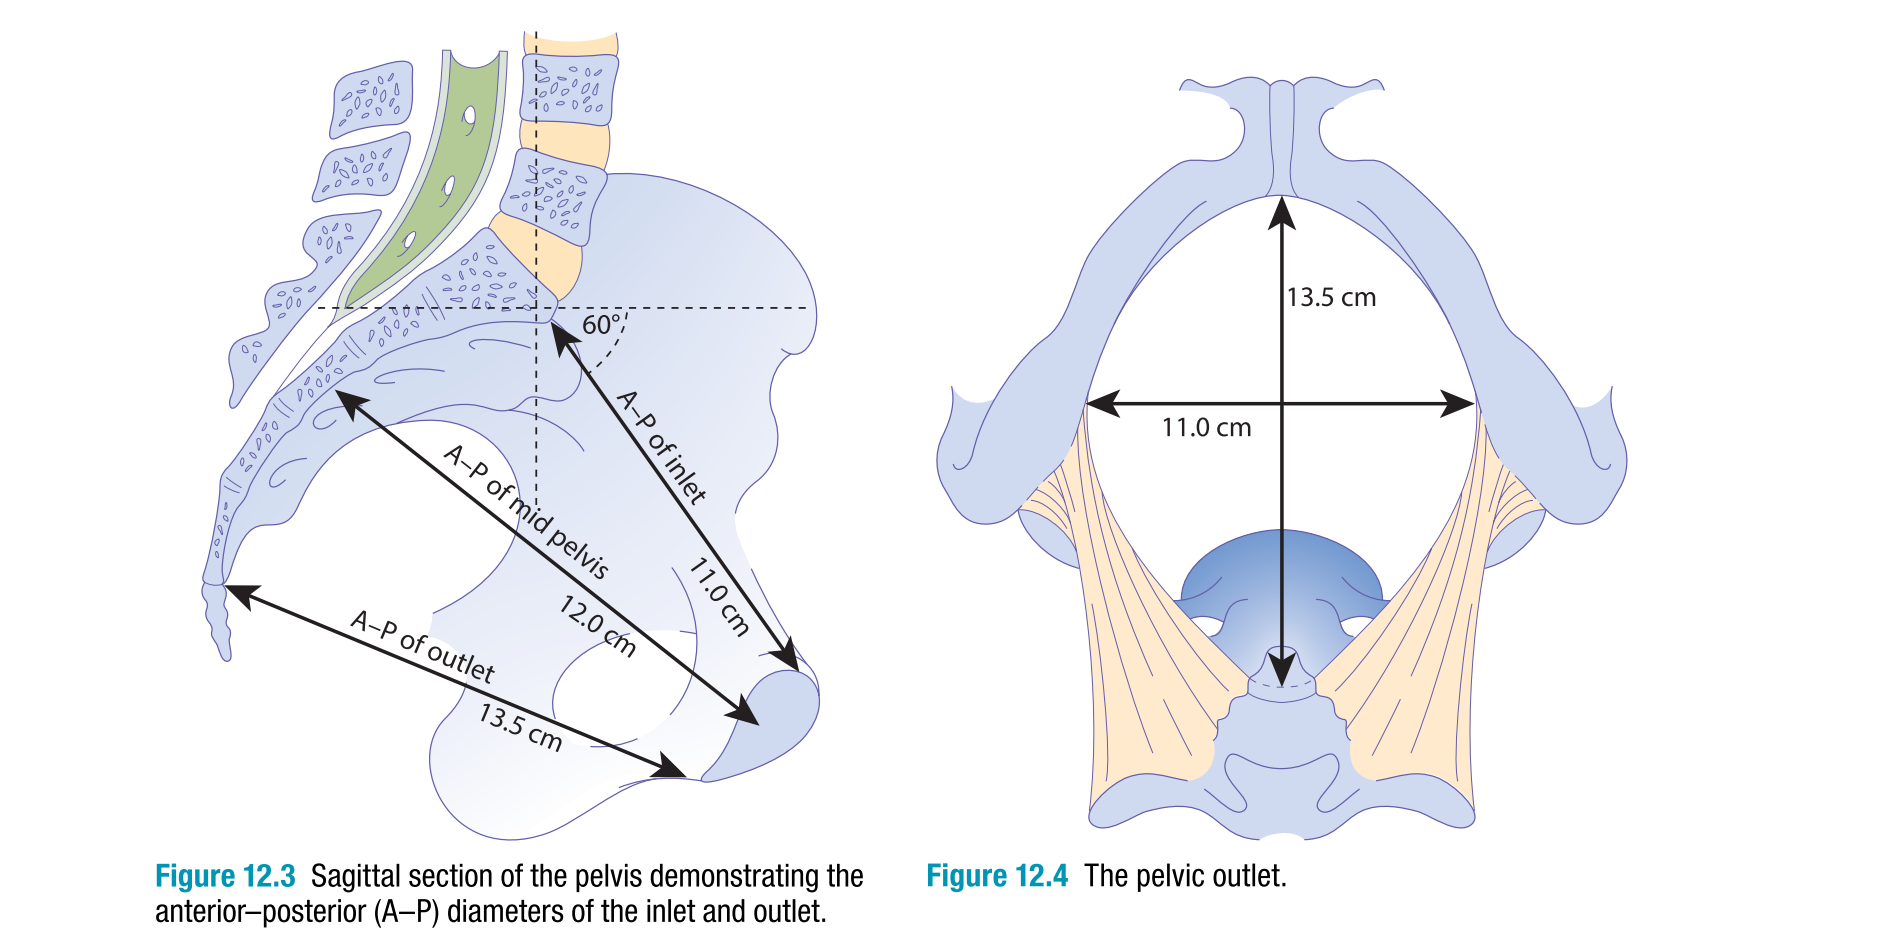 60°
A–P of inlet
11.0 cm
A–P of mid pelvis
12.0 cm
A–P of outlet
13.5 cm
Figure 12.3 Sagittal section of the pelvis demonstrating the
anterior–posterior (A–P) diameters of the inlet and outlet.
13.5 cm
11.0 cm
Figure 12.4 The pelvic outlet.